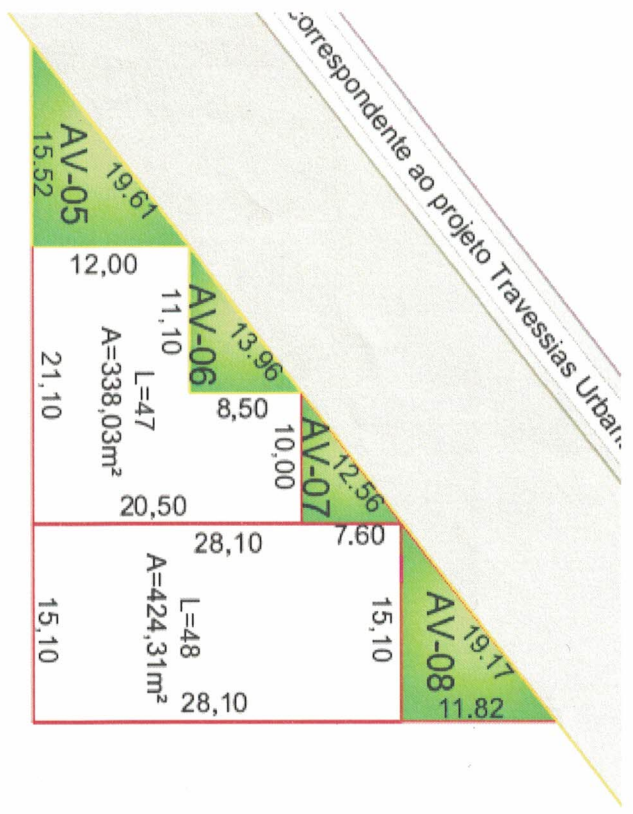 correspondente ao projeto Travessias Urban
AV-05
15.52
19.61
12,00
11,10
AV-06
13.96
8,50
21,10
L=47
A=338,03m²
10,00
AV-07
12.56
20,50
7.60
28,10
15,10
L=48
A=424,31m²
15,10
AV-08
19.17
28,10
11.82